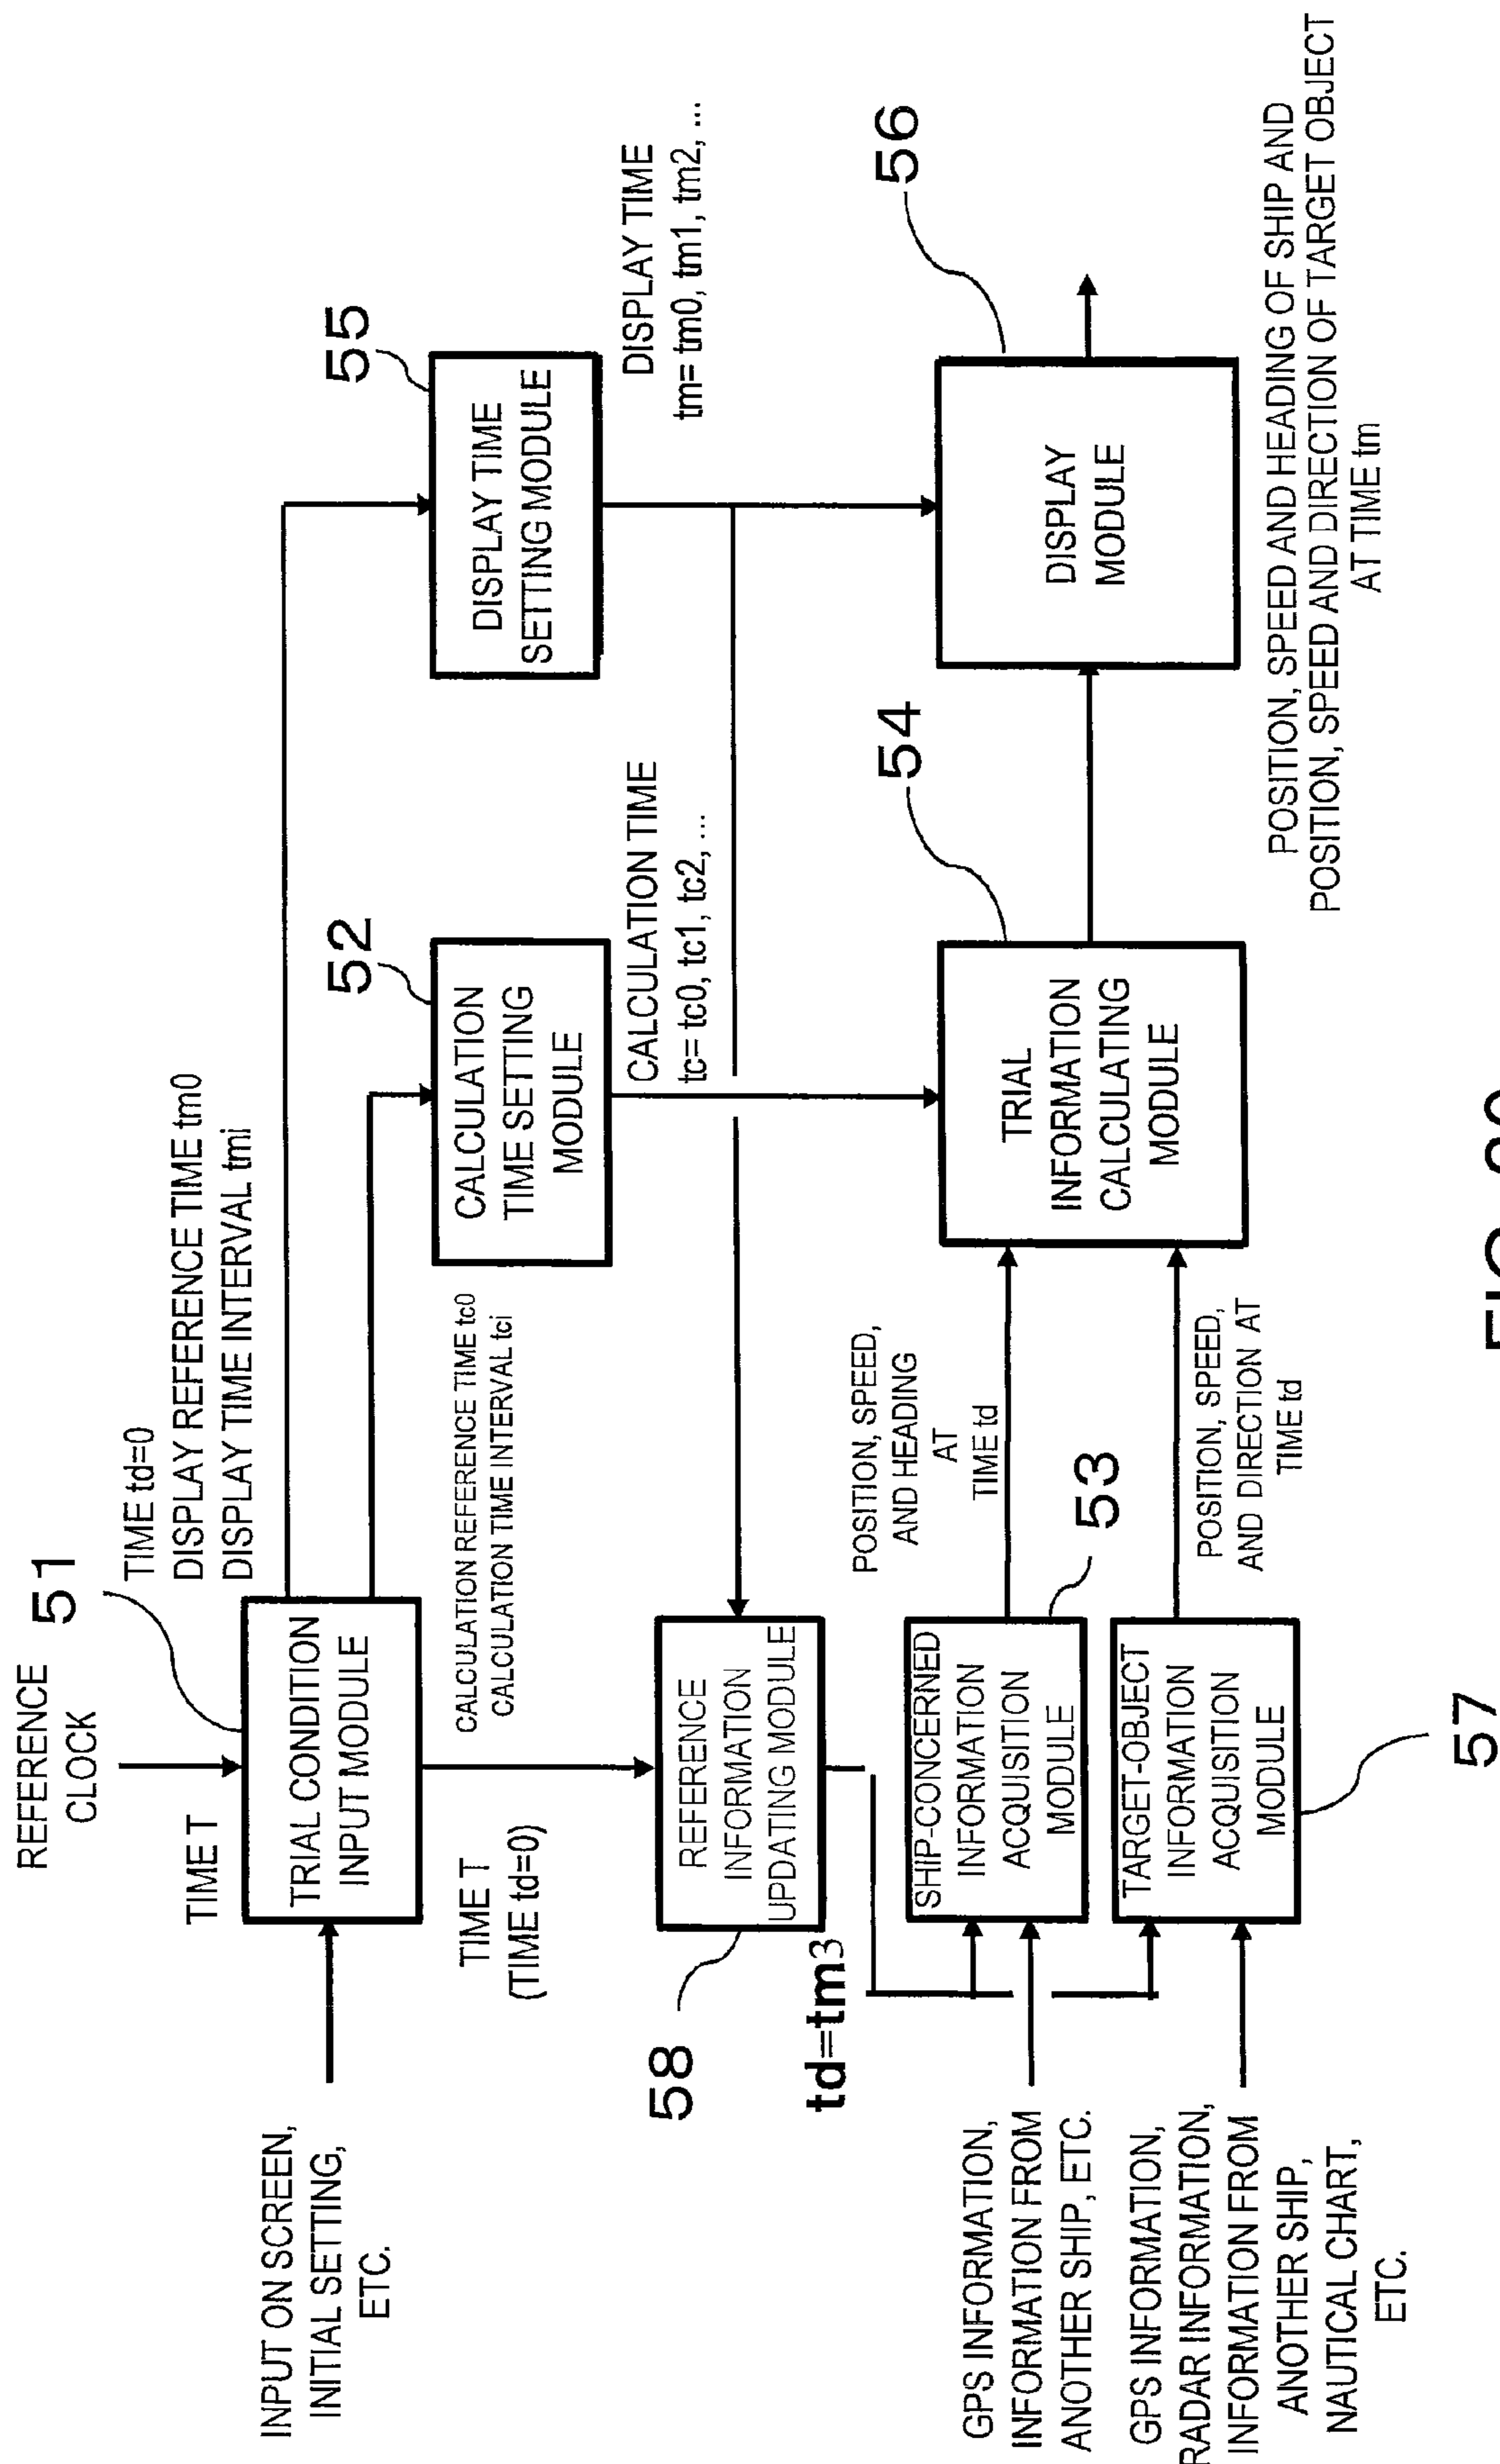 REFERENCE
CLOCK
TIME T
51
TIME td=0
DISPLAY REFERENCE TIME tm0
DISPLAY TIME INTERVAL tmi
INPUT ON SCREEN,
INITIAL SETTING,
ETC.
TRIAL CONDITION
INPUT MODULE
52
CALCULATION
TIME SETTING
MODULE
55
DISPLAY TIME
SETTING MODULE
TIME T
(TIME td=0)
CALCULATION REFERENCE TIME tc0
CALCULATION TIME INTERVAL tci
CALCULATION TIME
tc= tc0, tc1, tc2, ...
DISPLAY TIME
tm= tm0, tm1, tm2, ...
58
REFERENCE
INFORMATION
UPDATING MODULE
td=tm3
POSITION, SPEED,
AND HEADING
AT
TIME td
54
56
GPS INFORMATION,
INFORMATION FROM
ANOTHER SHIP, ETC.
SHIP-CONCERNED
INFORMATION
ACQUISITION
MODULE
53
TRIAL
INFORMATION
CALCULATING
MODULE
DISPLAY
MODULE
GPS INFORMATION,
RADAR INFORMATION,
INFORMATION FROM
ANOTHER SHIP,
NAUTICAL CHART,
ETC.
TARGET-OBJECT
INFORMATION
ACQUISITION
MODULE
POSITION, SPEED,
AND DIRECTION AT
TIME td
57
POSITION, SPEED AND HEADING OF SHIP AND
POSITION, SPEED AND DIRECTION OF TARGET OBJECT
AT TIME tm